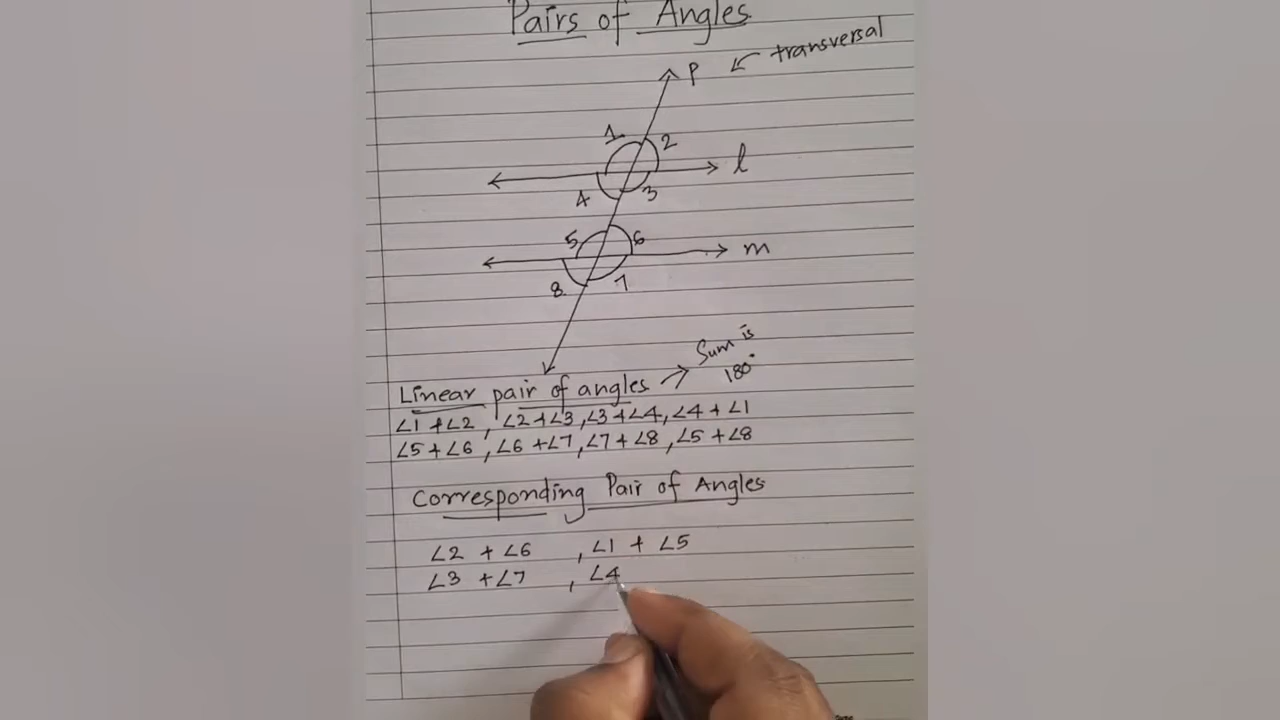 Pairs of Angles
transversal
p
1
2
l
4
3
5
6
m
8
7
Sum is
180°
Linear pair of angles
∠1 + ∠2 , ∠2 + ∠3 , ∠3 + ∠4 , ∠4 + ∠1
∠5 + ∠6 , ∠6 + ∠7 , ∠7 + ∠8 , ∠5 + ∠8
Corresponding Pair of Angles
∠2 + ∠6 , ∠1 + ∠5
∠3 + ∠7 , ∠4